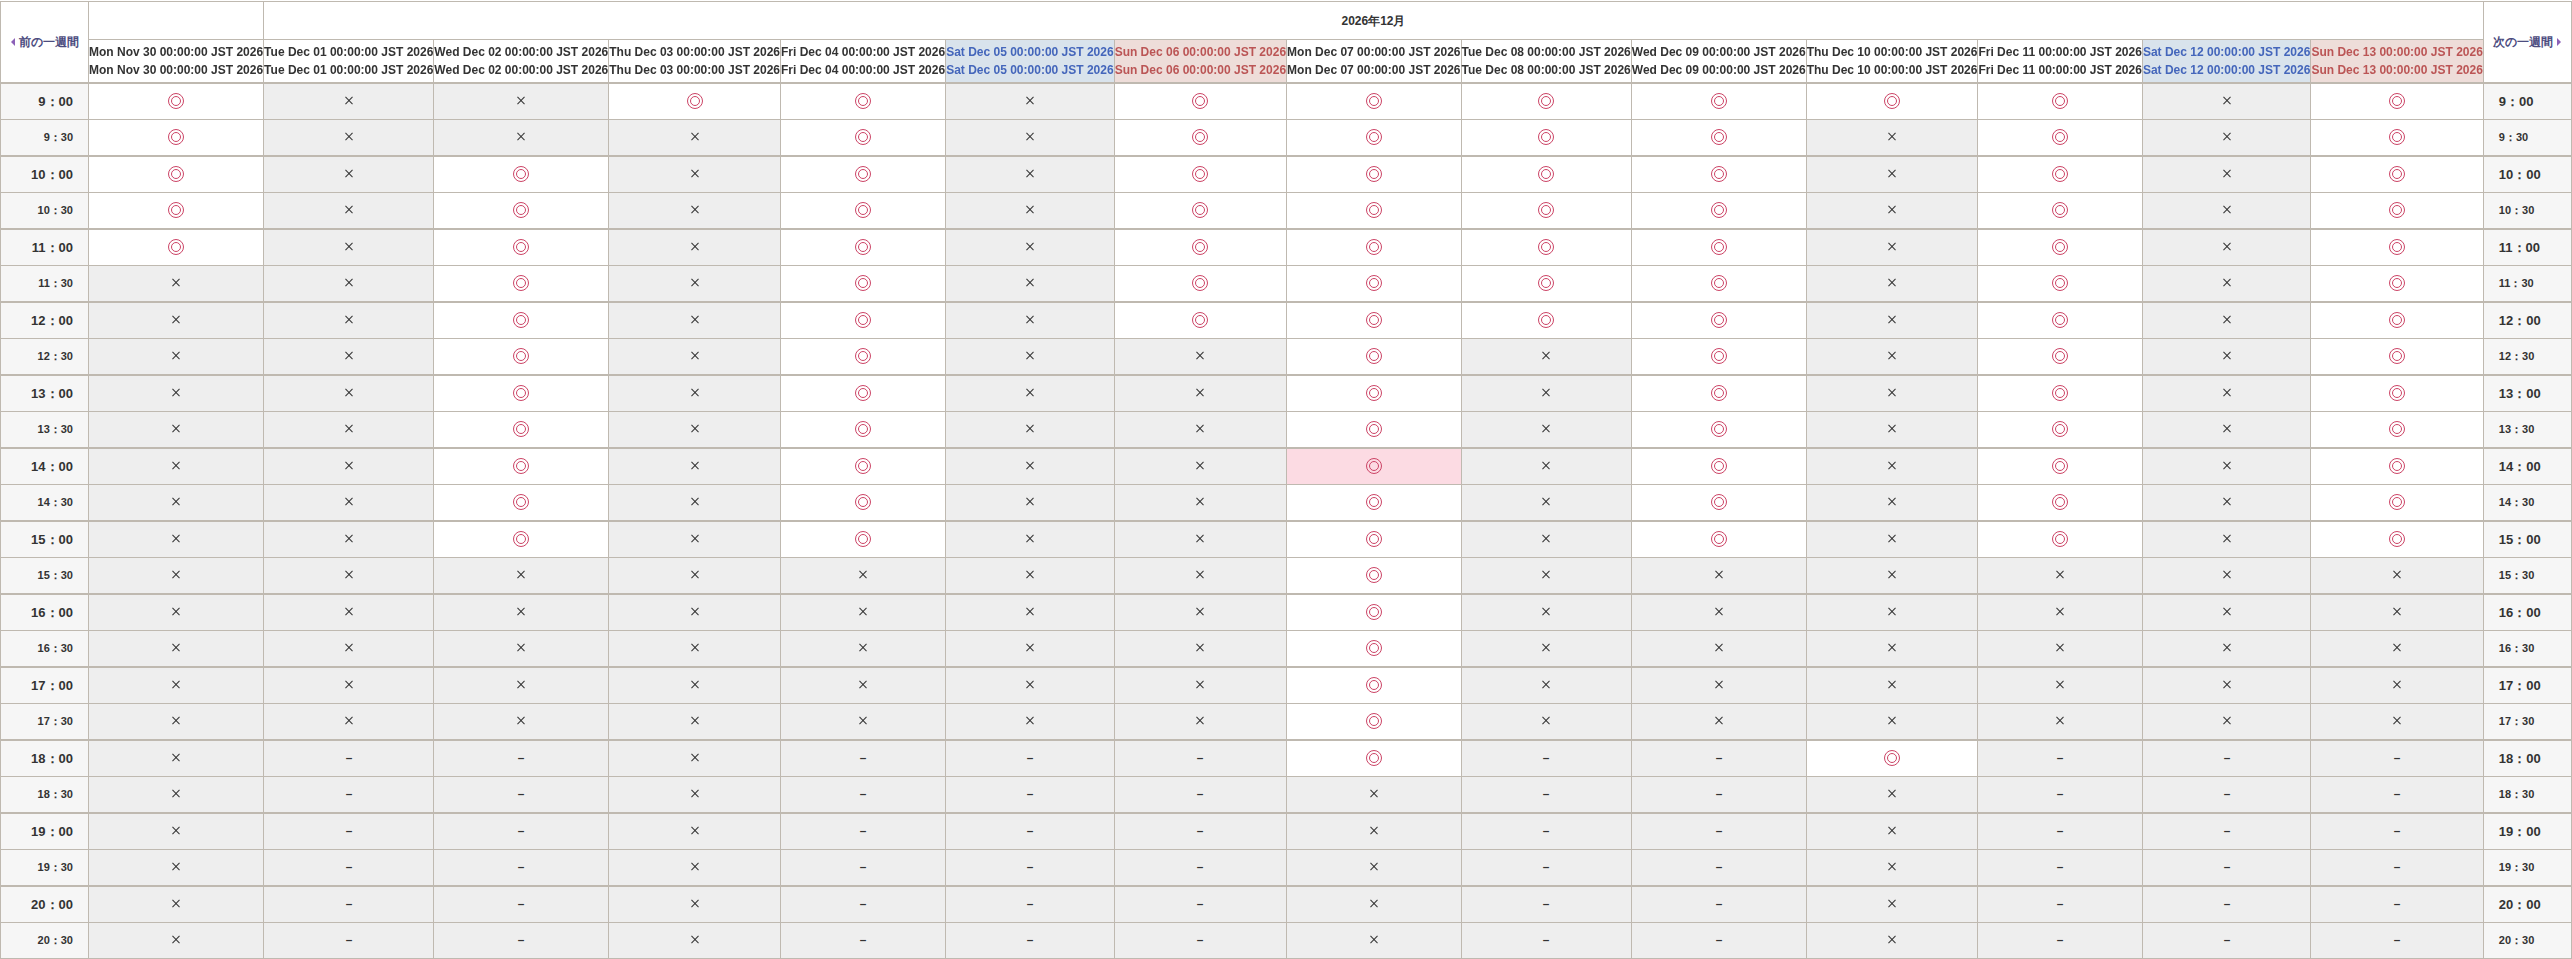 2026年12月
前の一週間 次の一週間
Mon Nov 30 00:00:00 JST 2026 Tue Dec 01 00:00:00 JST 2026 Wed Dec 02 00:00:00 JST 2026 Thu Dec 03 00:00:00 JST 2026 Fri Dec 04 00:00:00 JST 2026 Sat Dec 05 00:00:00 JST 2026 Sun Dec 06 00:00:00 JST 2026 Mon Dec 07 00:00:00 JST 2026 Tue Dec 08 00:00:00 JST 2026 Wed Dec 09 00:00:00 JST 2026 Thu Dec 10 00:00:00 JST 2026 Fri Dec 11 00:00:00 JST 2026 Sat Dec 12 00:00:00 JST 2026 Sun Dec 13 00:00:00 JST 2026
Mon Nov 30 00:00:00 JST 2026 Tue Dec 01 00:00:00 JST 2026 Wed Dec 02 00:00:00 JST 2026 Thu Dec 03 00:00:00 JST 2026 Fri Dec 04 00:00:00 JST 2026 Sat Dec 05 00:00:00 JST 2026 Sun Dec 06 00:00:00 JST 2026 Mon Dec 07 00:00:00 JST 2026 Tue Dec 08 00:00:00 JST 2026 Wed Dec 09 00:00:00 JST 2026 Thu Dec 10 00:00:00 JST 2026 Fri Dec 11 00:00:00 JST 2026 Sat Dec 12 00:00:00 JST 2026 Sun Dec 13 00:00:00 JST 2026
9：00 ◎ × × ◎ ◎ × ◎ ◎ ◎ ◎ ◎ ◎ × ◎ 9：00
9：30 ◎ × × × ◎ × ◎ ◎ ◎ ◎ × ◎ × ◎ 9：30
10：00 ◎ × ◎ × ◎ × ◎ ◎ ◎ ◎ × ◎ × ◎ 10：00
10：30 ◎ × ◎ × ◎ × ◎ ◎ ◎ ◎ × ◎ × ◎ 10：30
11：00 ◎ × ◎ × ◎ × ◎ ◎ ◎ ◎ × ◎ × ◎ 11：00
11：30 × × ◎ × ◎ × ◎ ◎ ◎ ◎ × ◎ × ◎ 11：30
12：00 × × ◎ × ◎ × ◎ ◎ ◎ ◎ × ◎ × ◎ 12：00
12：30 × × ◎ × ◎ × × ◎ × ◎ × ◎ × ◎ 12：30
13：00 × × ◎ × ◎ × × ◎ × ◎ × ◎ × ◎ 13：00
13：30 × × ◎ × ◎ × × ◎ × ◎ × ◎ × ◎ 13：30
14：00 × × ◎ × ◎ × × ◎ × ◎ × ◎ × ◎ 14：00
14：30 × × ◎ × ◎ × × ◎ × ◎ × ◎ × ◎ 14：30
15：00 × × ◎ × ◎ × × ◎ × ◎ × ◎ × ◎ 15：00
15：30 × × × × × × × ◎ × × × × × × 15：30
16：00 × × × × × × × ◎ × × × × × × 16：00
16：30 × × × × × × × ◎ × × × × × × 16：30
17：00 × × × × × × × ◎ × × × × × × 17：00
17：30 × × × × × × × ◎ × × × × × × 17：30
18：00 × － － × － － － ◎ － － ◎ － － － 18：00
18：30 × － － × － － － × － － × － － － 18：30
19：00 × － － × － － － × － － × － － － 19：00
19：30 × － － × － － － × － － × － － － 19：30
20：00 × － － × － － － × － － × － － － 20：00
20：30 × － － × － － － × － － × － － － 20：30